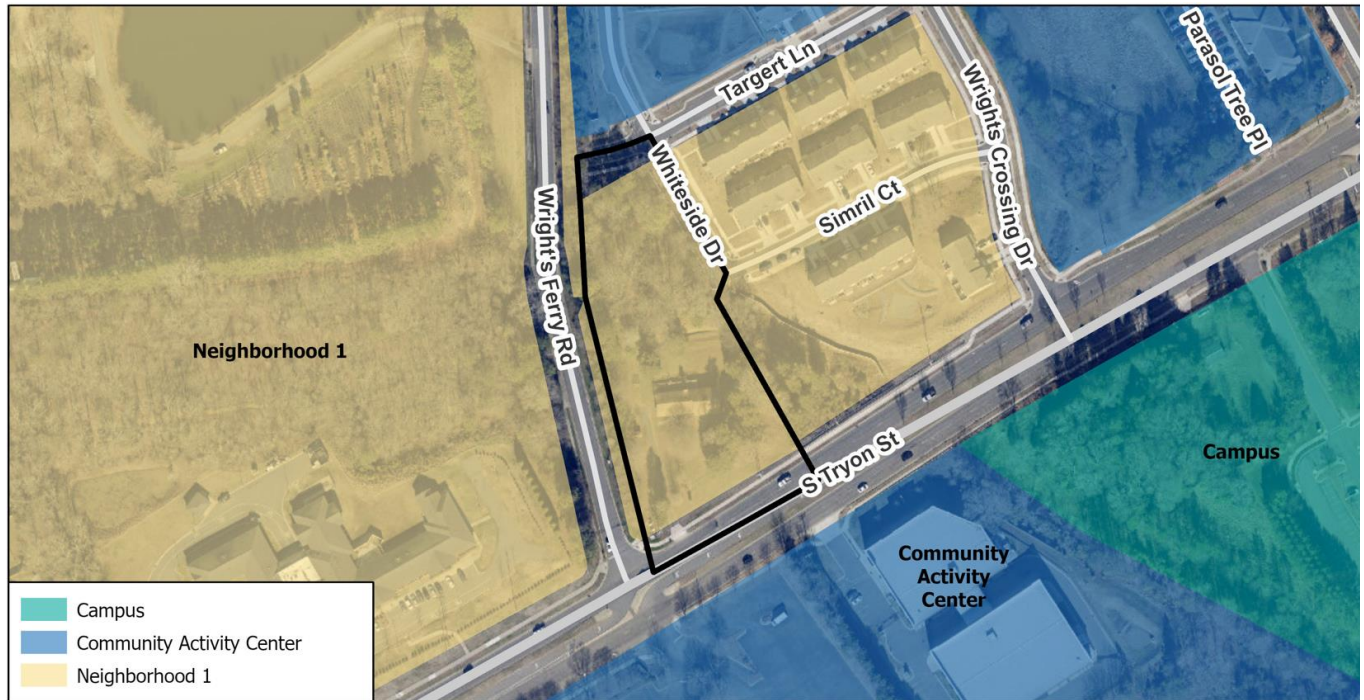 Targert Ln
Parasol Tree Pl
Whiteside Dr
Wrights Crossing Dr
Simril Ct
Wright's Ferry Rd
Neighborhood 1
S Tryon St
Campus
Community
Activity
Center
Campus
Community Activity Center
Neighborhood 1